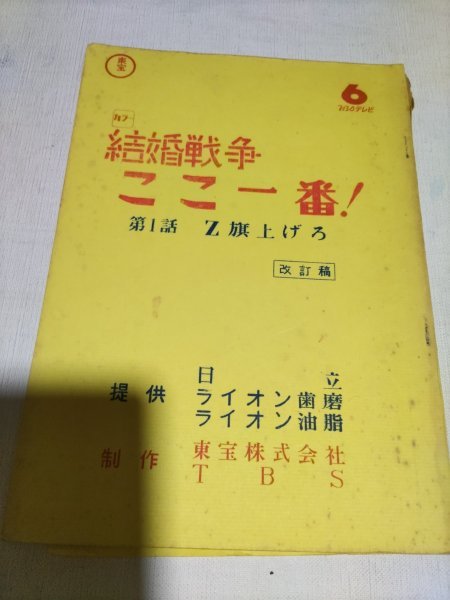 東宝
6
TBSテレビ
カラー
結婚戦争
ここ一番!
第1話 Z旗上げろ
改訂稿
提供 日立
ライオン歯磨
ライオン油脂
制作 東宝株式会社
TBS